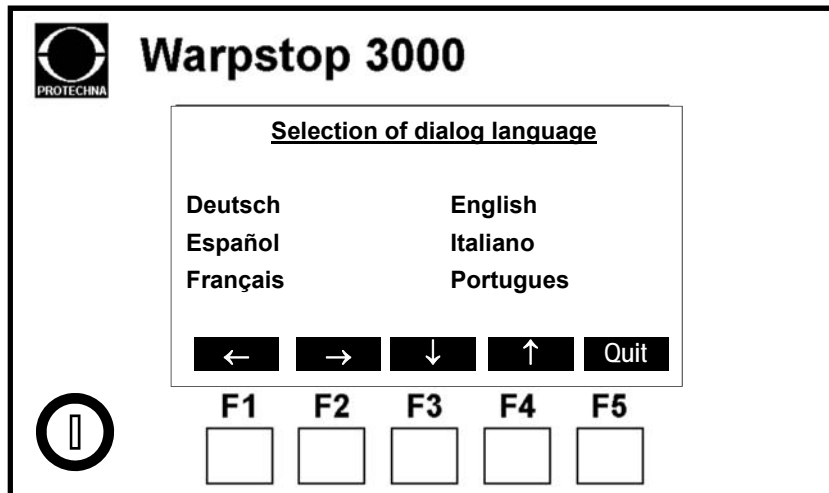 PROTECHNA
Warpstop 3000
Selection of dialog language
Deutsch English
Español Italiano
Français Portugues
← → ↓ ↑ Quit
F1 F2 F3 F4 F5